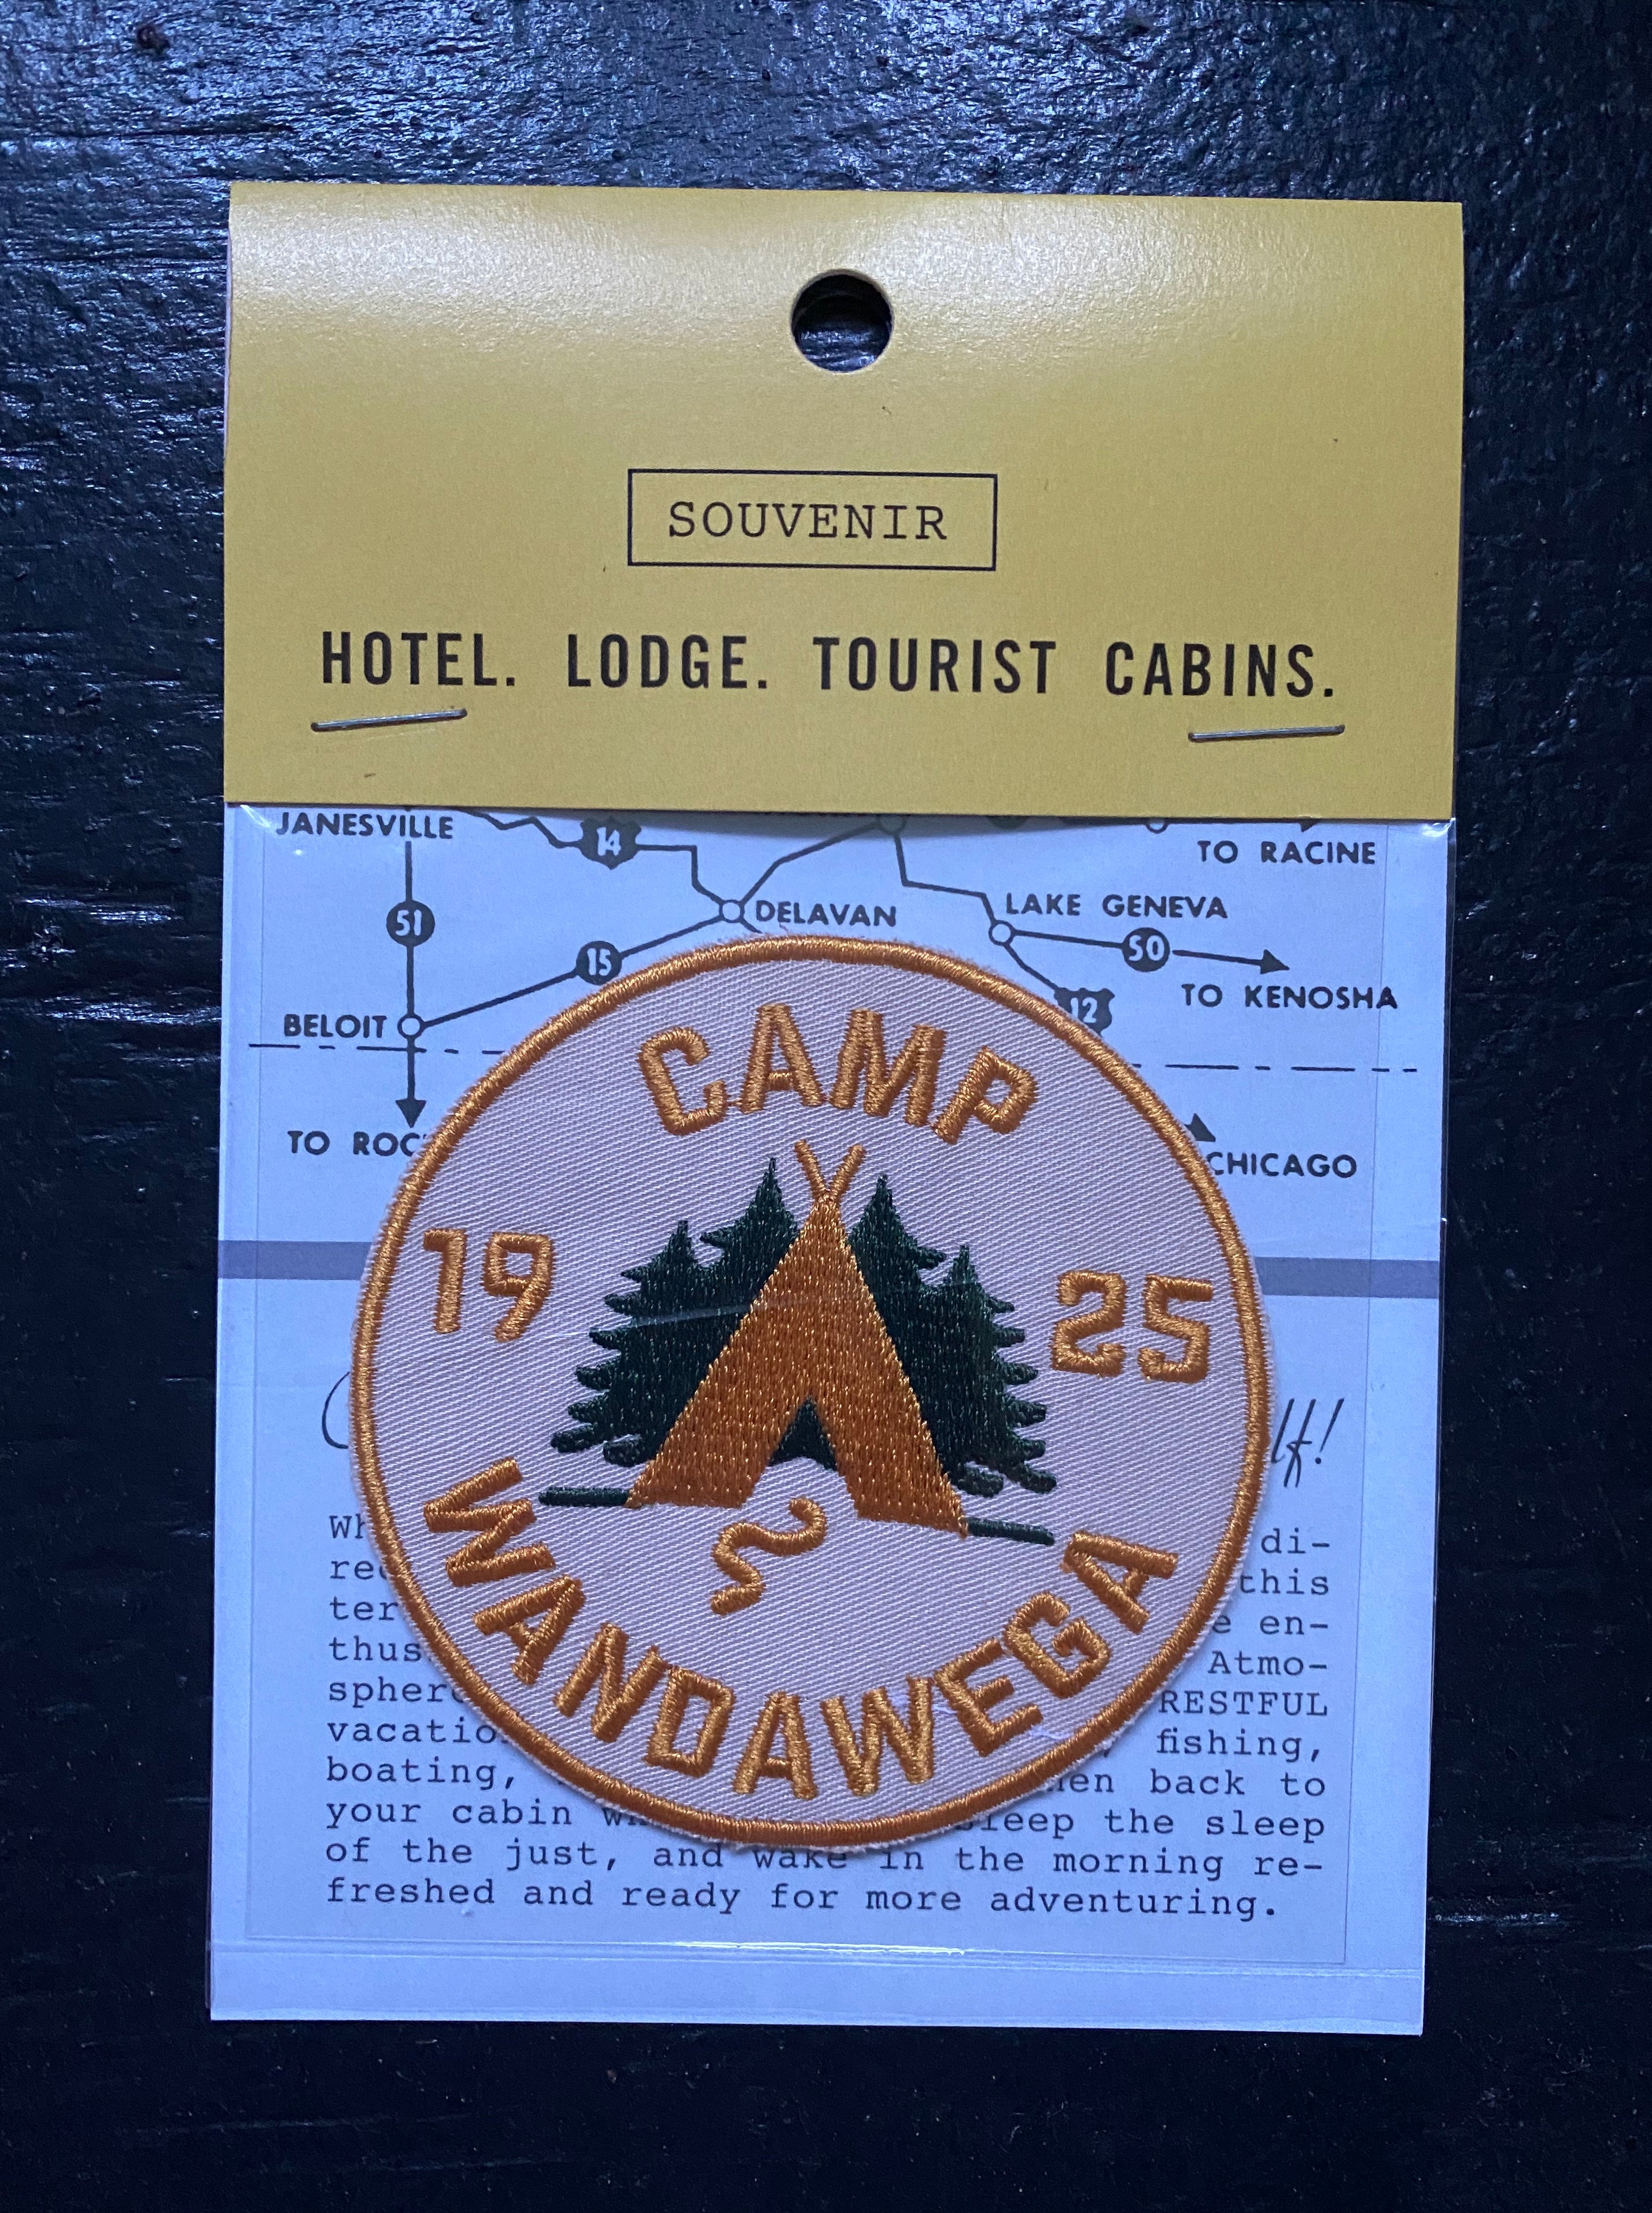 SOUVENIR
HOTEL. LODGE. TOURIST CABINS.
JANESVILLE
14
TO RACINE
51
DELAVAN
LAKE GENEVA
15
50
TO KENOSHA
12
BELOIT
TO
CHICAGO
CAMP
19 25
WANDAWEGA
di-
this
en-
thus
Atmo-
RESTFUL
fishing,
boating, back to
your cabin sleep the sleep
of the just, and wake in the morning re-
freshed and ready for more adventuring.